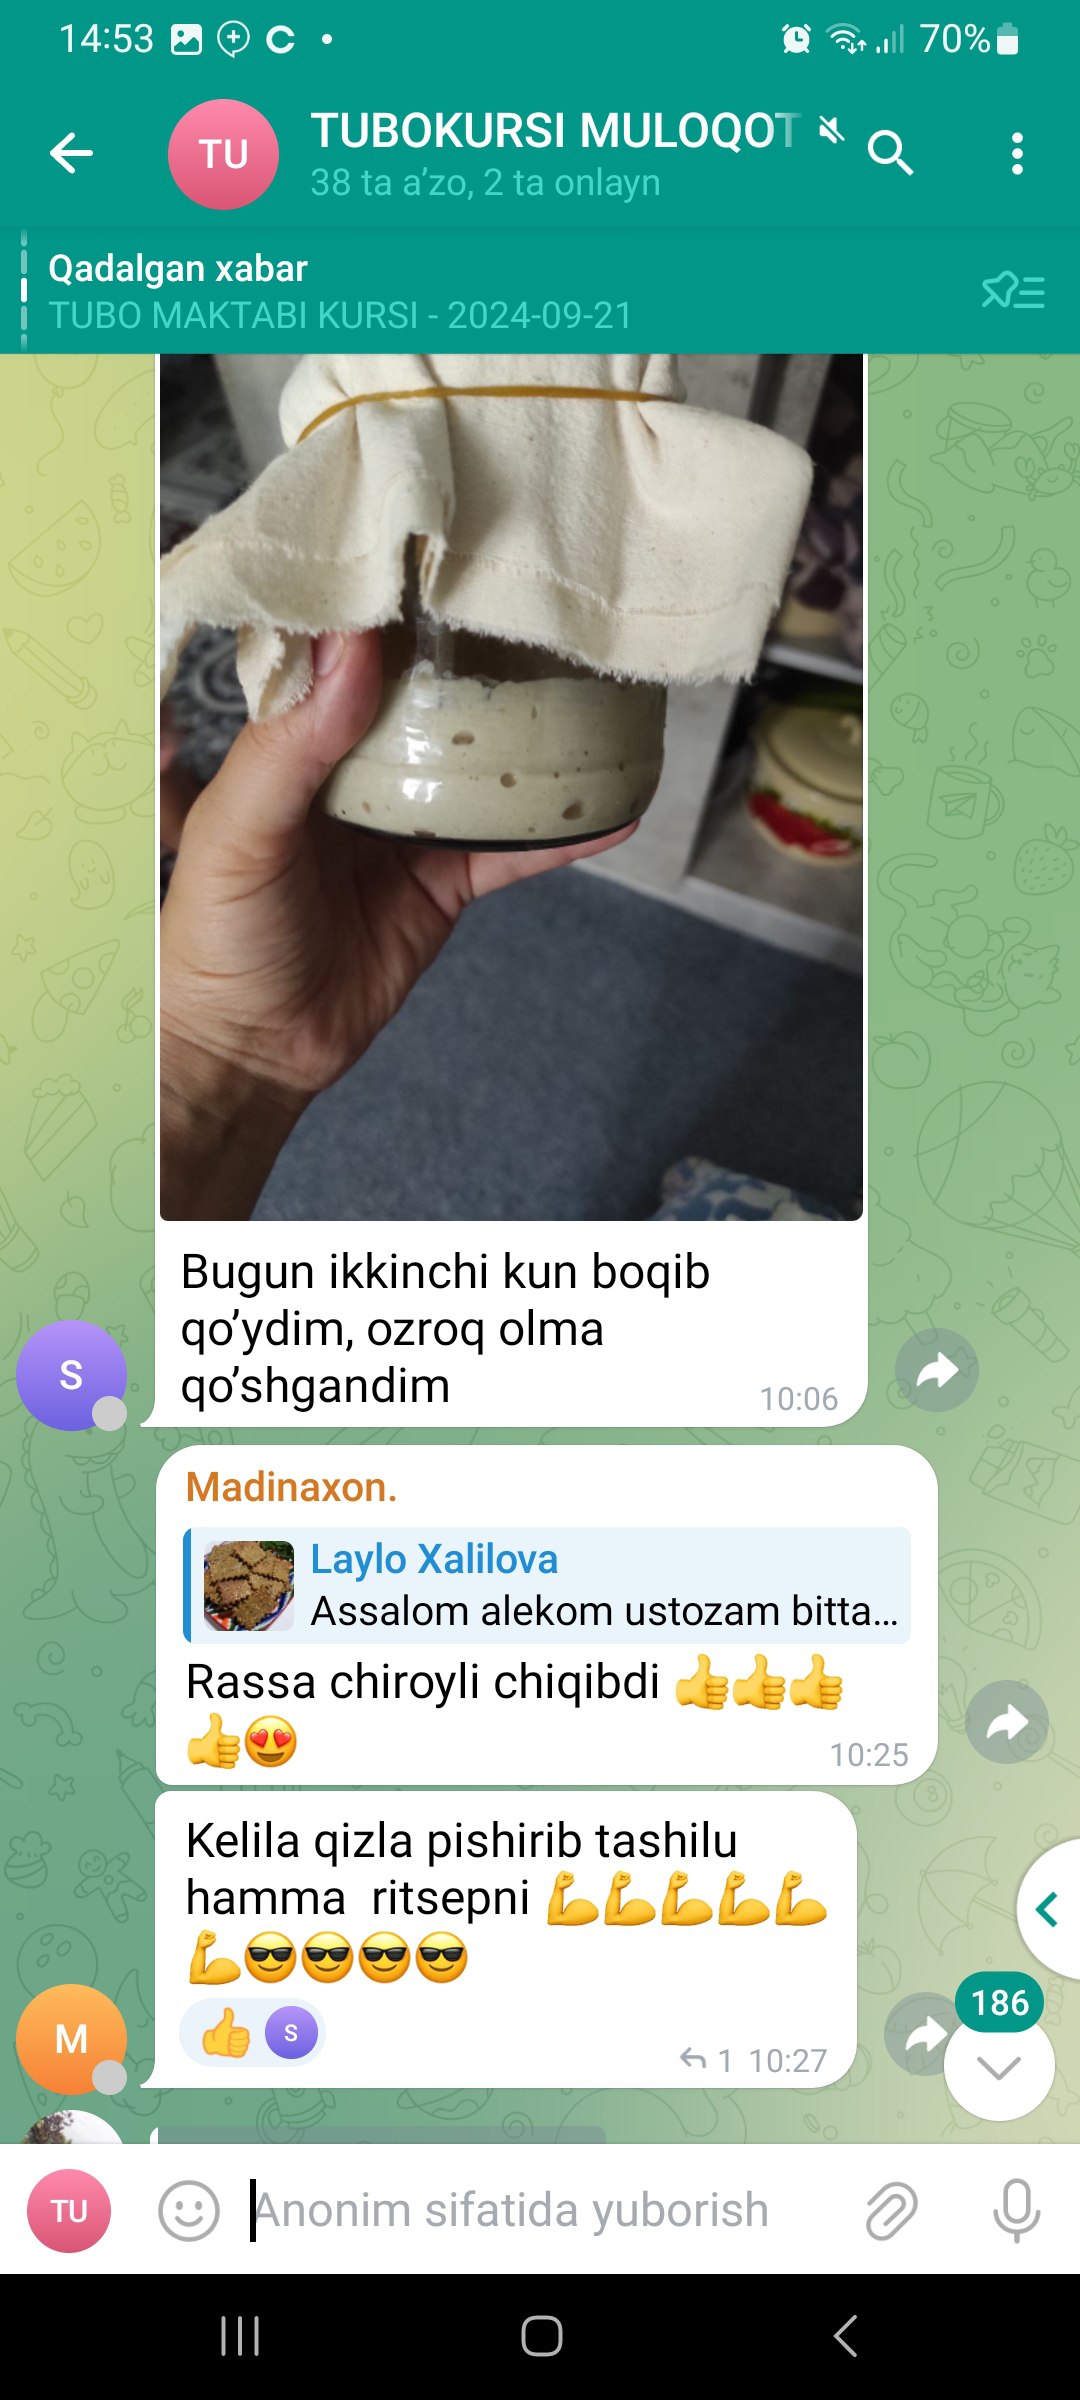 14:53
70%
TU
TUBOKURSI MULOQOT
38 ta a’zo, 2 ta onlayn
Qadalgan xabar
TUBO MAKTABI KURSI - 2024-09-21
Bugun ikkinchi kun boqib
qo’ydim, ozroq olma
qo’shgandim
10:06
S
Madinaxon.
Laylo Xalilova
Assalom alekom ustozam bitta...
Rassa chiroyli chiqibdi 👍👍👍
👍😍
10:25
Kelila qizla pishirib tashilu
hamma  ritsepni 💪💪💪💪💪
💪😎😎😎😎
👍 S
1 10:27
M
186
TU
Anonim sifatida yuborish